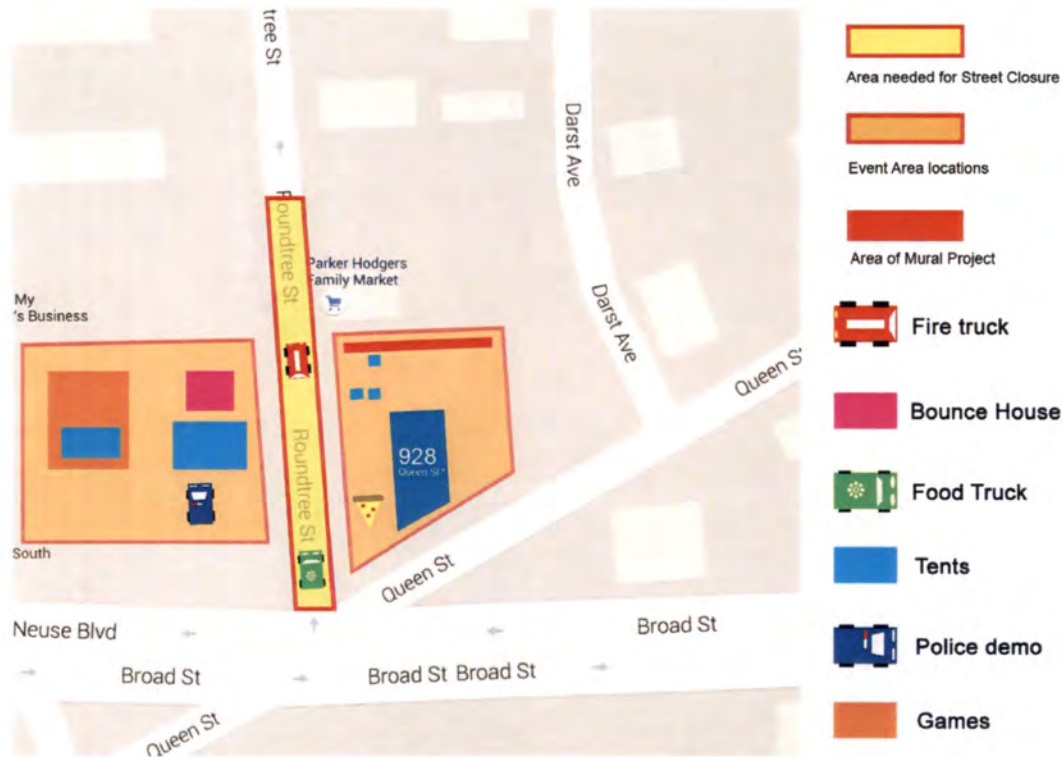 tree St
Darst Ave
Roundtree St
Parker Hodgers
Family Market
My
's Business
Darst Ave
Queen St
Roundtree St
928
Queen St
South
Queen St
Neuse Blvd
Broad St
Broad St
Broad St Broad St
Queen St
Area needed for Street Closure
Event Area locations
Area of Mural Project
Fire truck
Bounce House
Food Truck
Tents
Police demo
Games